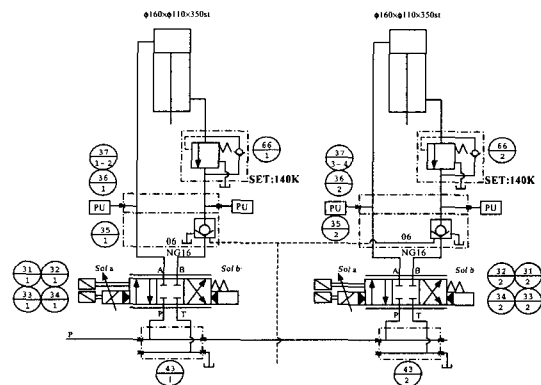 ϕ160×ϕ110×350st ϕ160×ϕ110×350st
66 1
66 2
37 1-2
37 3-4
SET:140K SET:140K
36 1
36 2
PU PU PU PU
35 1
35 2
06 06
NG16 NG16
A B A B
31 1 32 1 Sol a Sol b
Sol a Sol b 32 2 31 2
33 1 34 1
34 2 33 2
P T P T
P
43 1
43 2